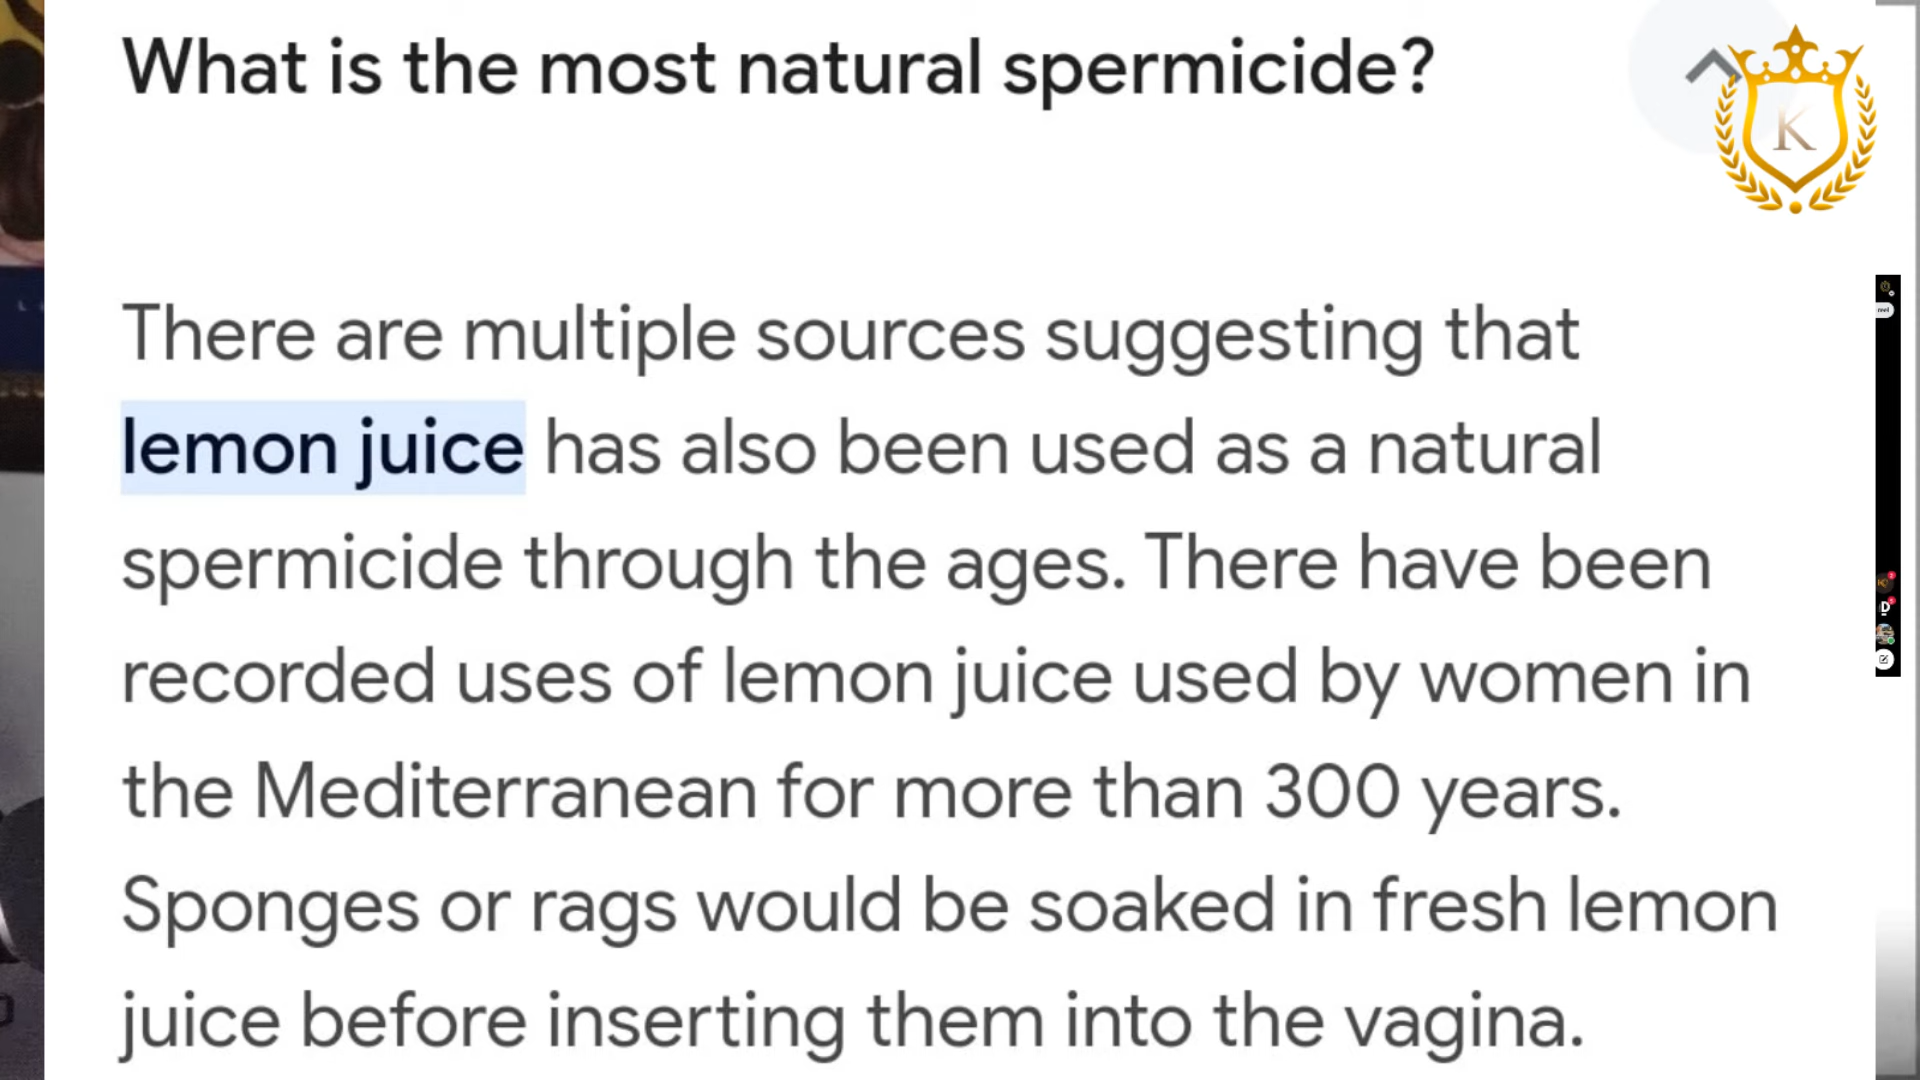 What is the most natural spermicide?
K
There are multiple sources suggesting that
lemon juice has also been used as a natural
spermicide through the ages. There have been
recorded uses of lemon juice used by women in
the Mediterranean for more than 300 years.
Sponges or rags would be soaked in fresh lemon
juice before inserting them into the vagina.